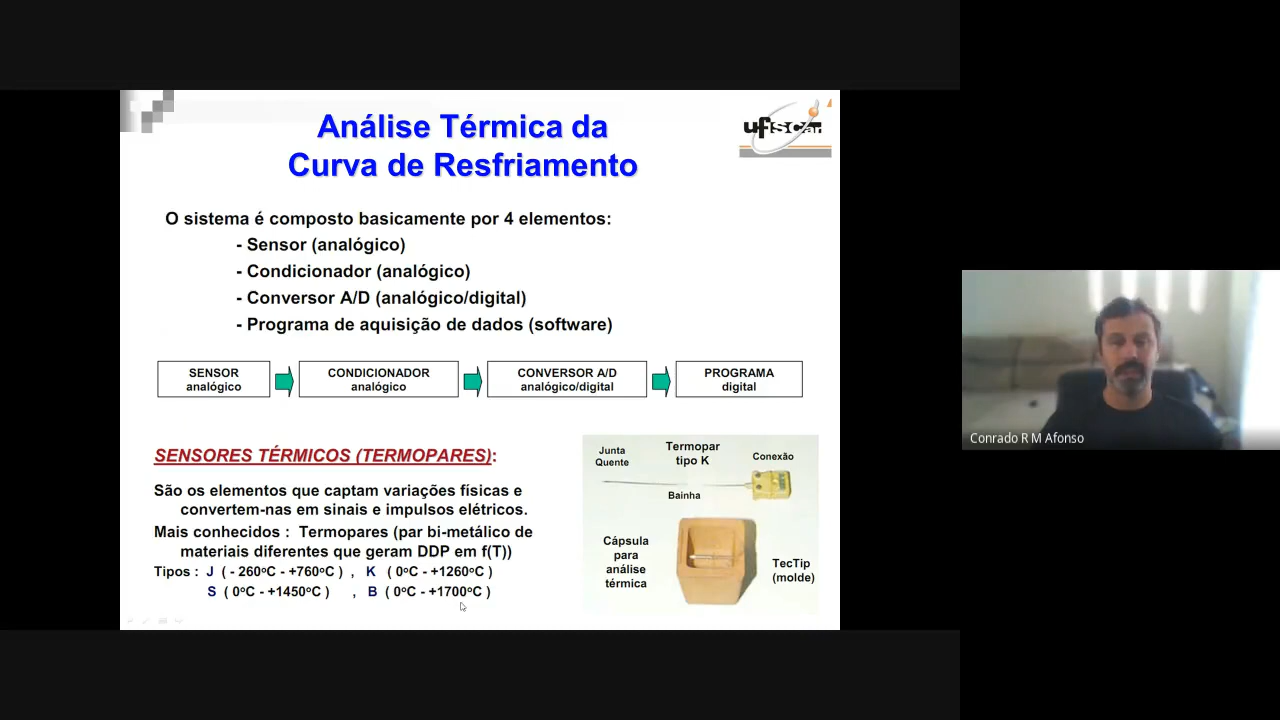 Análise Térmica da
Curva de Resfriamento
ufscar
O sistema é composto basicamente por 4 elementos:
- Sensor (analógico)
- Condicionador (analógico)
- Conversor A/D (analógico/digital)
- Programa de aquisição de dados (software)
SENSOR
analógico
CONDICIONADOR
analógico
CONVERSOR A/D
analógico/digital
PROGRAMA
digital
SENSORES TÉRMICOS (TERMOPARES):
São os elementos que captam variações físicas e
convertem-nas em sinais e impulsos elétricos.
Mais conhecidos : Termopares (par bi-metálico de
materiais diferentes que geram DDP em f(T))
Tipos : J ( - 260ºC - +760ºC ) , K ( 0ºC - +1260ºC )
S ( 0ºC - +1450ºC ) , B ( 0ºC - +1700ºC )
Junta
Quente
Termopar
tipo K
Conexão
Bainha
Cápsula
para
análise
térmica
TecTip
(molde)
Conrado R M Afonso